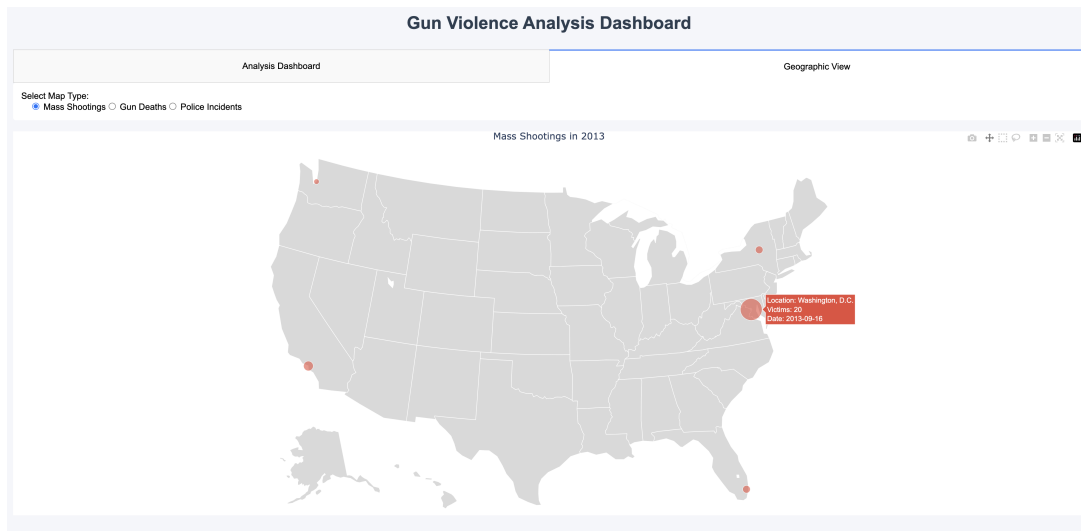 Gun Violence Analysis Dashboard
Analysis Dashboard
Geographic View
Select Map Type:
Mass Shootings Gun Deaths Police Incidents
Mass Shootings in 2013
Location: Washington, D.C.
Victims: 20
Date: 2013-09-16